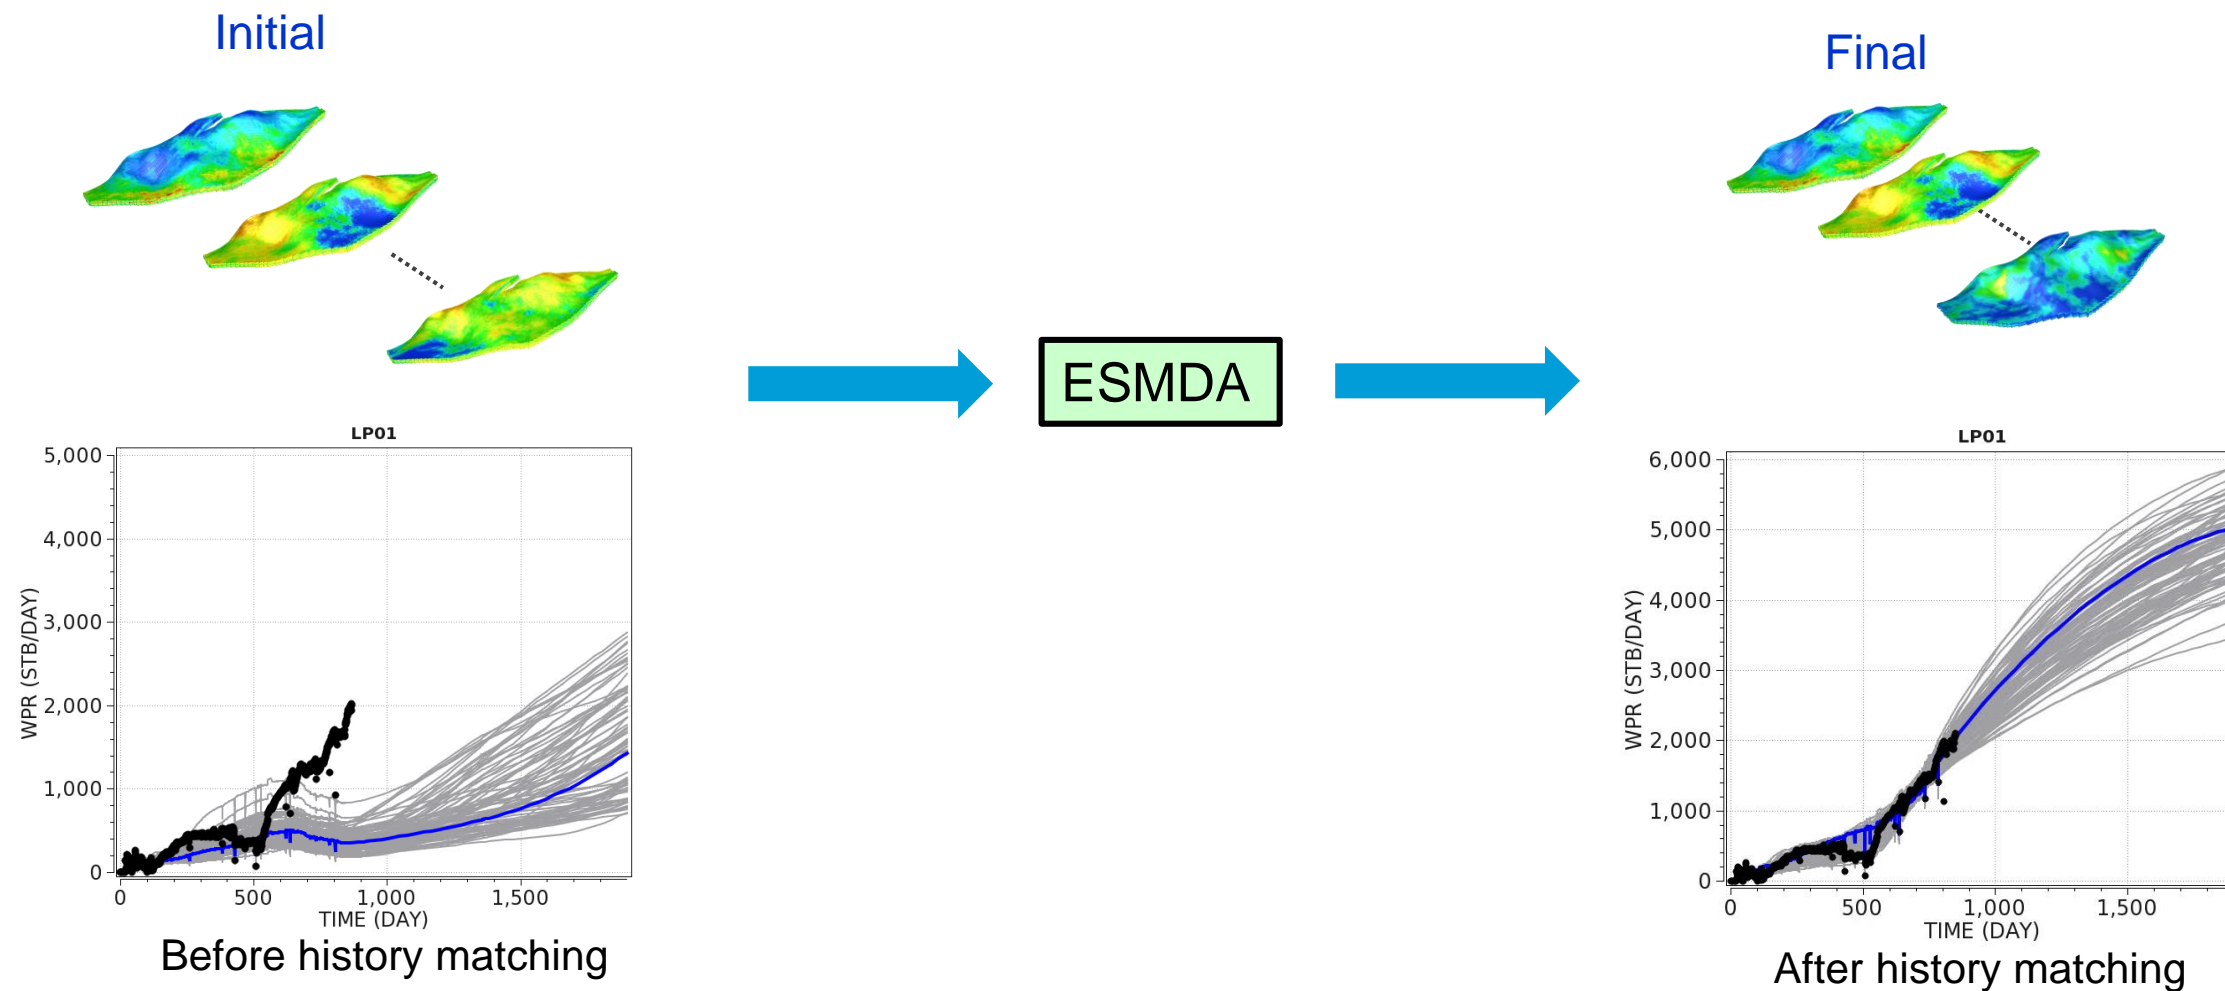 Initial
Final
ESMDA
LP01
5,000
4,000
3,000
2,000
1,000
0
WPR (STB/DAY)
0 500 1,000 1,500
TIME (DAY)
Before history matching
LP01
6,000
5,000
4,000
3,000
2,000
1,000
0
WPR (STB/DAY)
0 500 1,000 1,500
TIME (DAY)
After history matching